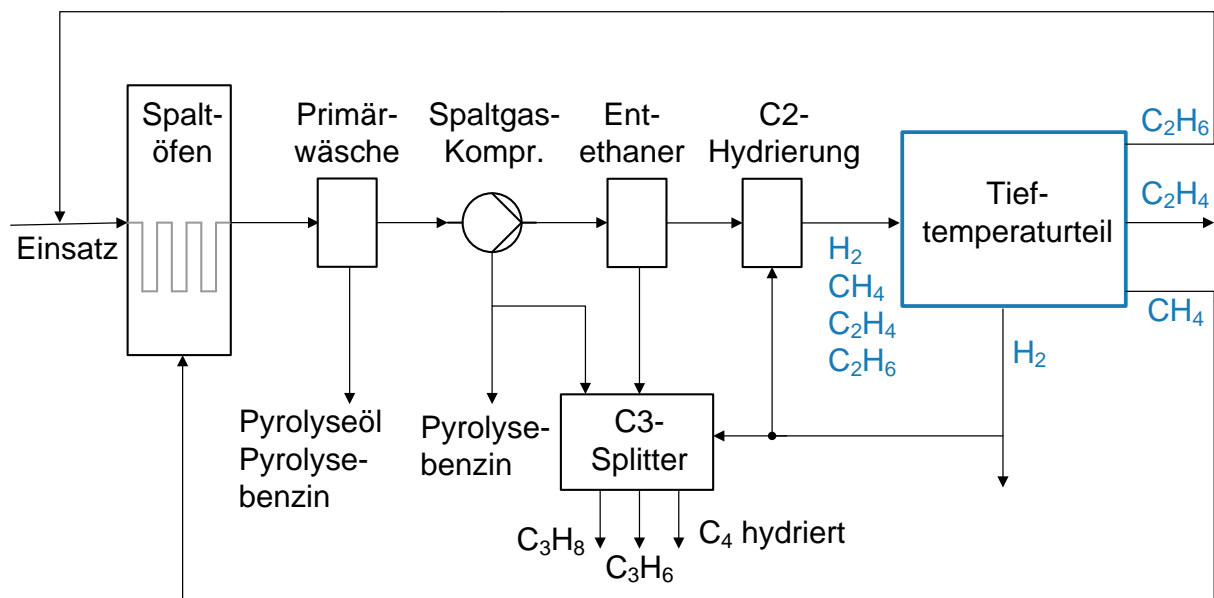 Spalt-
öfen
Primär-
wäsche
Spaltgas-
Kompr.
Ent-
ethaner
C2-
Hydrierung
Tief-
temperaturteil
C₂H₆
C₂H₄
CH₄
Einsatz
H₂
CH₄
C₂H₄
C₂H₆
H₂
Pyrolyseöl
Pyrolyse-
benzin
Pyrolyse-
benzin
C3-
Splitter
C₃H₈
C₃H₆
C₄ hydriert